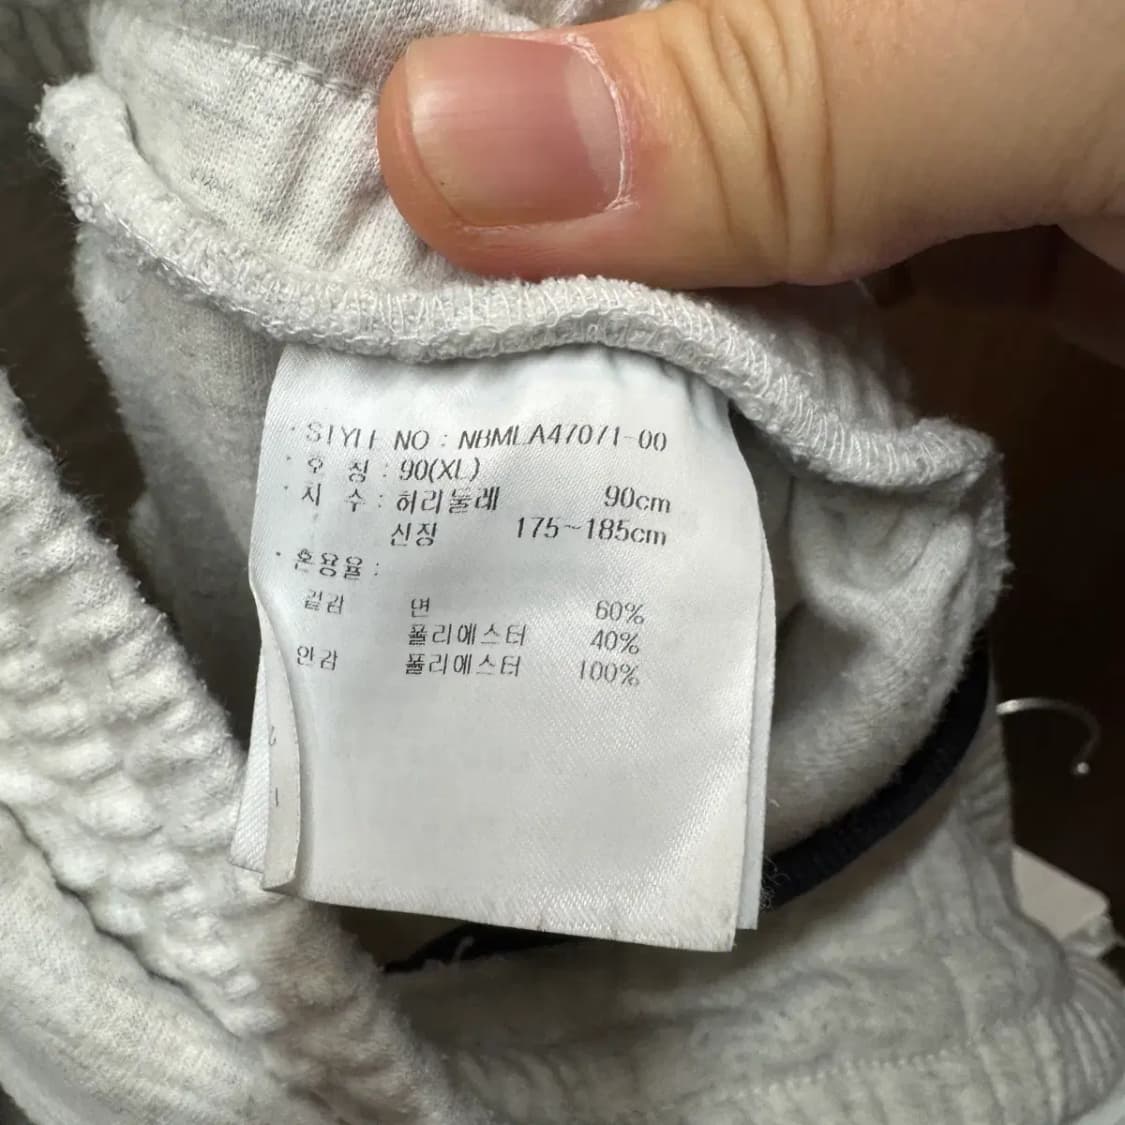 · STYLE NO : NBMLA47071-00
· 호 칭 : 90(XL)
· 치 수 : 허리둘레 90cm
신장 175~185cm
· 혼용율 :
겉감 면 60%
폴리에스터 40%
안감 폴리에스터 100%